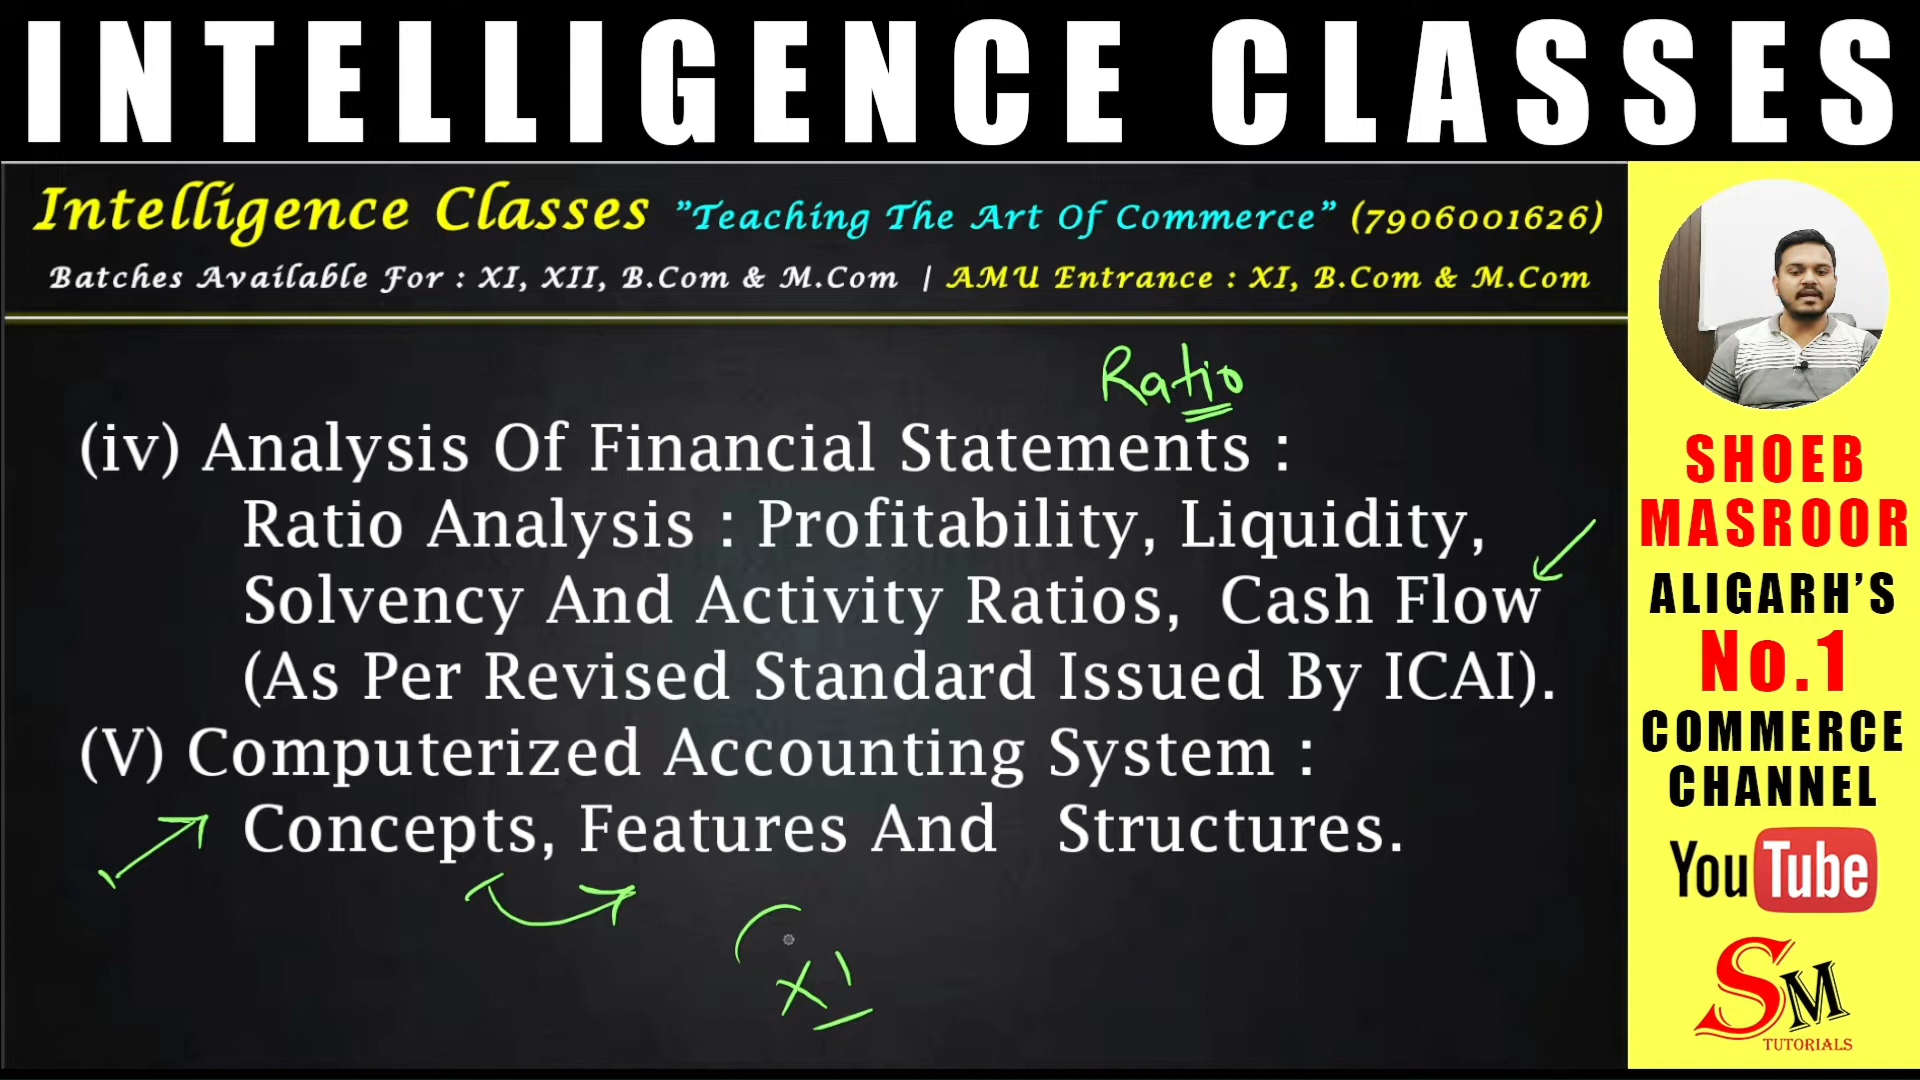 INTELLIGENCE CLASSES
Intelligence Classes "Teaching The Art Of Commerce" (7906001626)
Batches Available For : XI, XII, B.Com & M.Com | AMU Entrance : XI, B.Com & M.Com
Ratio
(iv) Analysis Of Financial Statements :
Ratio Analysis : Profitability, Liquidity,
Solvency And Activity Ratios, Cash Flow
(As Per Revised Standard Issued By ICAI).
(V) Computerized Accounting System :
Concepts, Features And Structures.
XI
SHOEB
MASROOR
ALIGARH'S
No.1
COMMERCE
CHANNEL
YouTube
SM
TUTORIALS